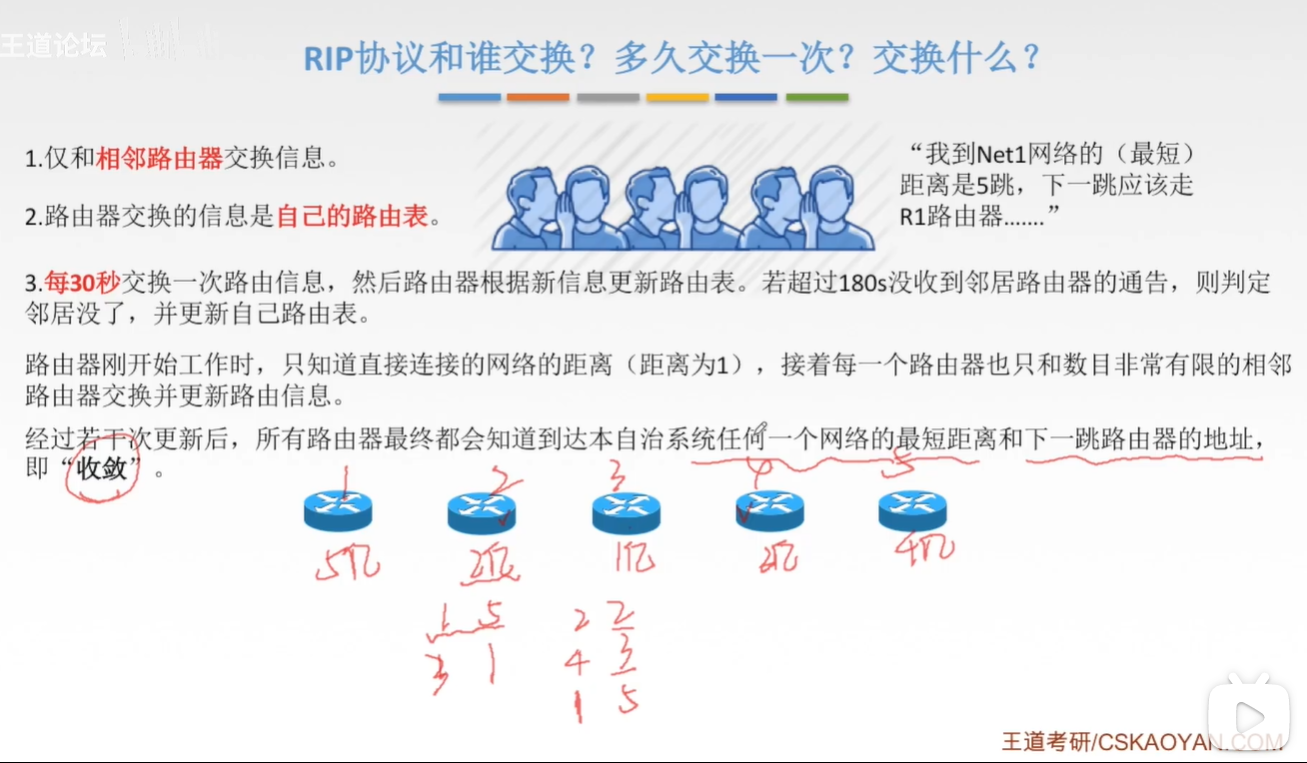 王道论坛
RIP协议和谁交换？多久交换一次？交换什么？
1.仅和相邻路由器交换信息。
2.路由器交换的信息是自己的路由表。
“我到Net1网络的（最短）
距离是5跳，下一跳应该走
R1路由器.......”
3.每30秒交换一次路由信息，然后路由器根据新信息更新路由表。若超过180s没收到邻居路由器的通告，则判定
邻居没了，并更新自己路由表。
路由器刚开始工作时，只知道直接连接的网络的距离（距离为1），接着每一个路由器也只和数目非常有限的相邻
路由器交换并更新路由信息。
经过若干次更新后，所有路由器最终都会知道到达本自治系统任何一个网络的最短距离和下一跳路由器的地址，
即“收敛”。
1 2 3 4 5
5亿 2亿 1亿 2亿 4亿
1 5 2 2
3 1 4 3
1 5
王道考研/CSKAOYAN.COM